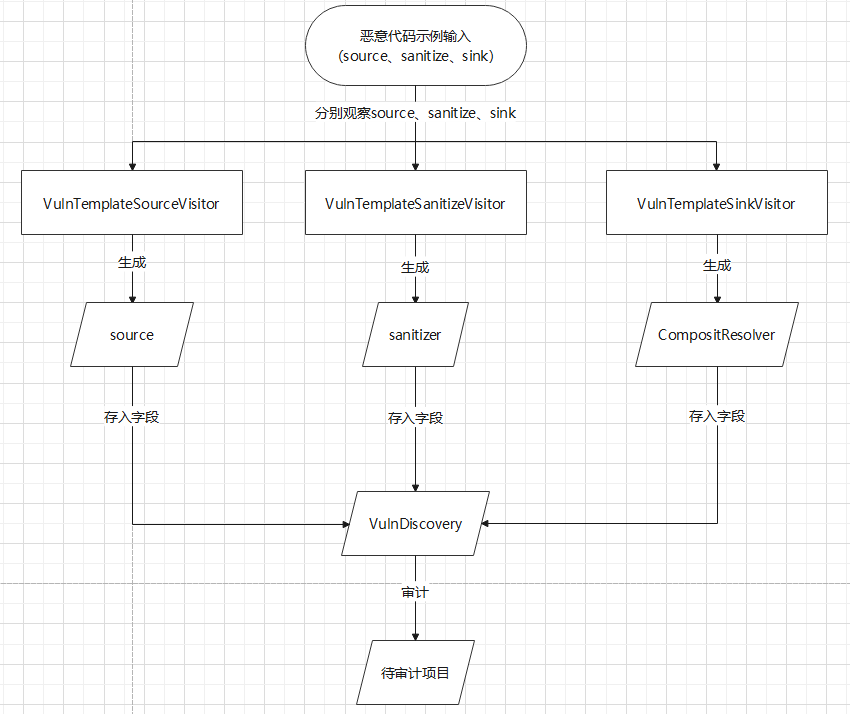 恶意代码示例输入
（source、sanitize、sink）
分别观察source、sanitize、sink
VulnTemplateSourceVisitor
VulnTemplateSanitizeVisitor
VulnTemplateSinkVisitor
生成
生成
生成
source
sanitizer
CompositResolver
存入字段
存入字段
存入字段
VulnDiscovery
审计
待审计项目